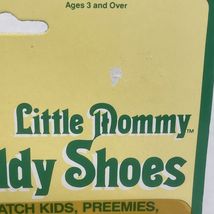 Ages 3 and Over
Little Mommy™
ddy Shoes
ATCH KIDS, PREEMIES,